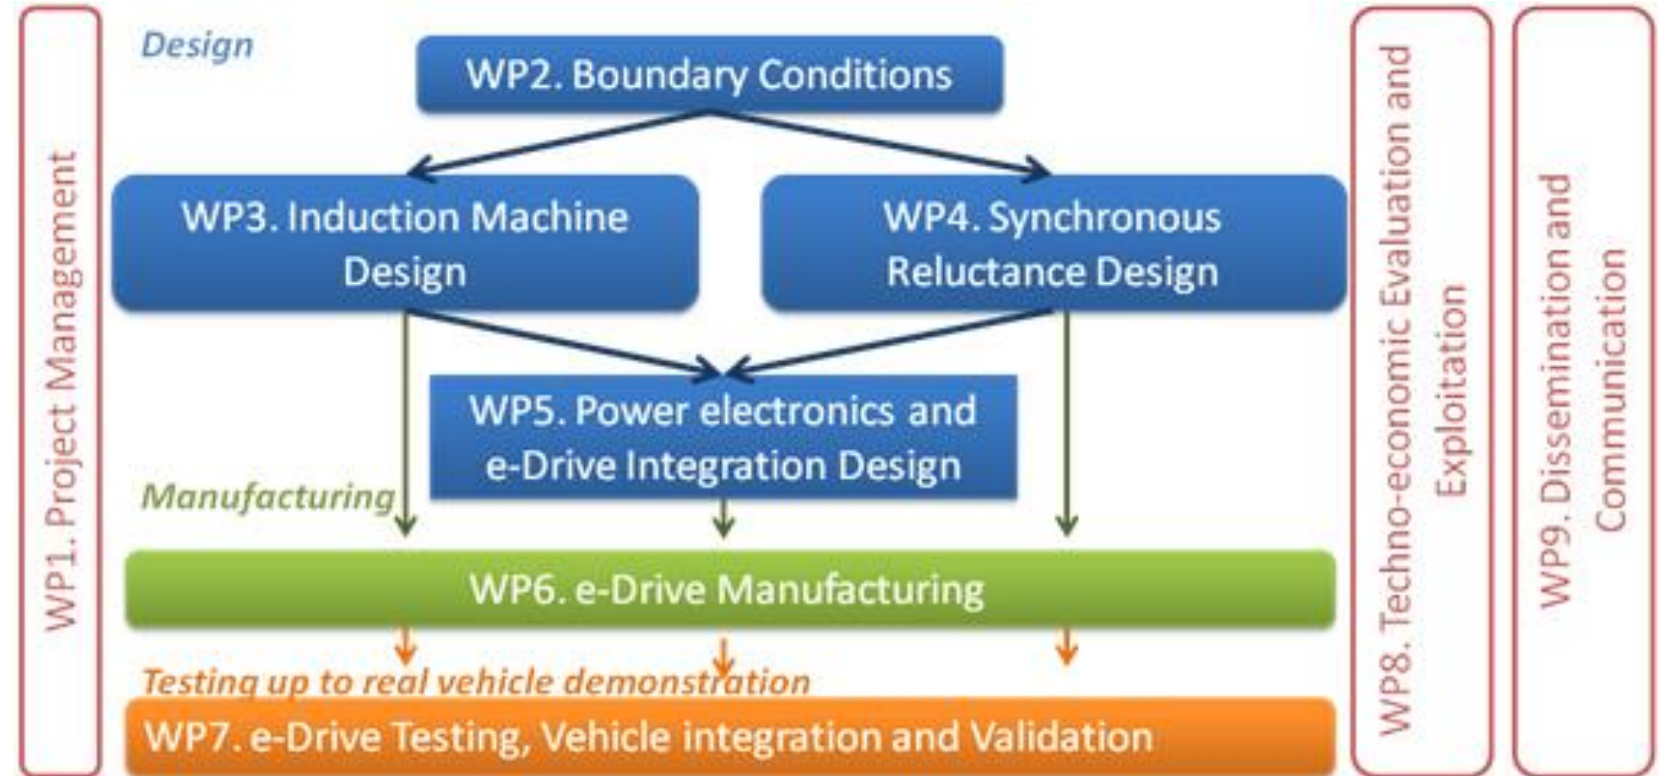 WP1. Project Management
Design
WP2. Boundary Conditions
WP3. Induction Machine
Design
WP4. Synchronous
Reluctance Design
WP5. Power electronics and
e-Drive Integration Design
Manufacturing
WP6. e-Drive Manufacturing
Testing up to real vehicle demonstration
WP7. e-Drive Testing, Vehicle integration and Validation
WP8. Techno-economic Evaluation and
Exploitation
WP9. Dissemination and
Communication